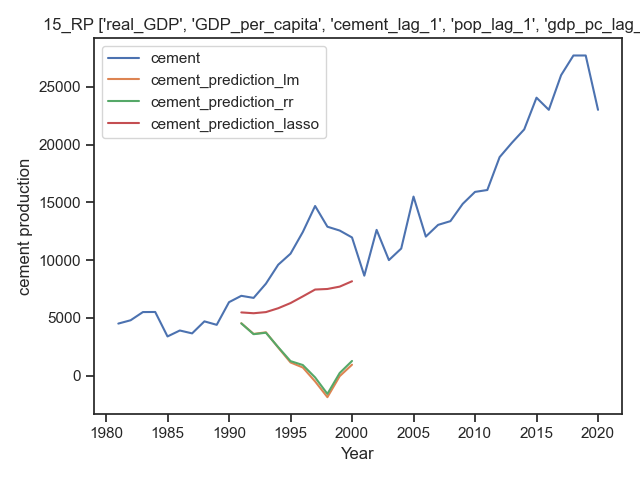 15_RP ['real_GDP', 'GDP_per_capita', 'cement_lag_1', 'pop_lag_1', 'gdp_pc_lag_
cement
cement_prediction_lm
cement_prediction_rr
cement_prediction_lasso
cement production
25000
20000
15000
10000
5000
0
1980 1985 1990 1995 2000 2005 2010 2015 2020
Year